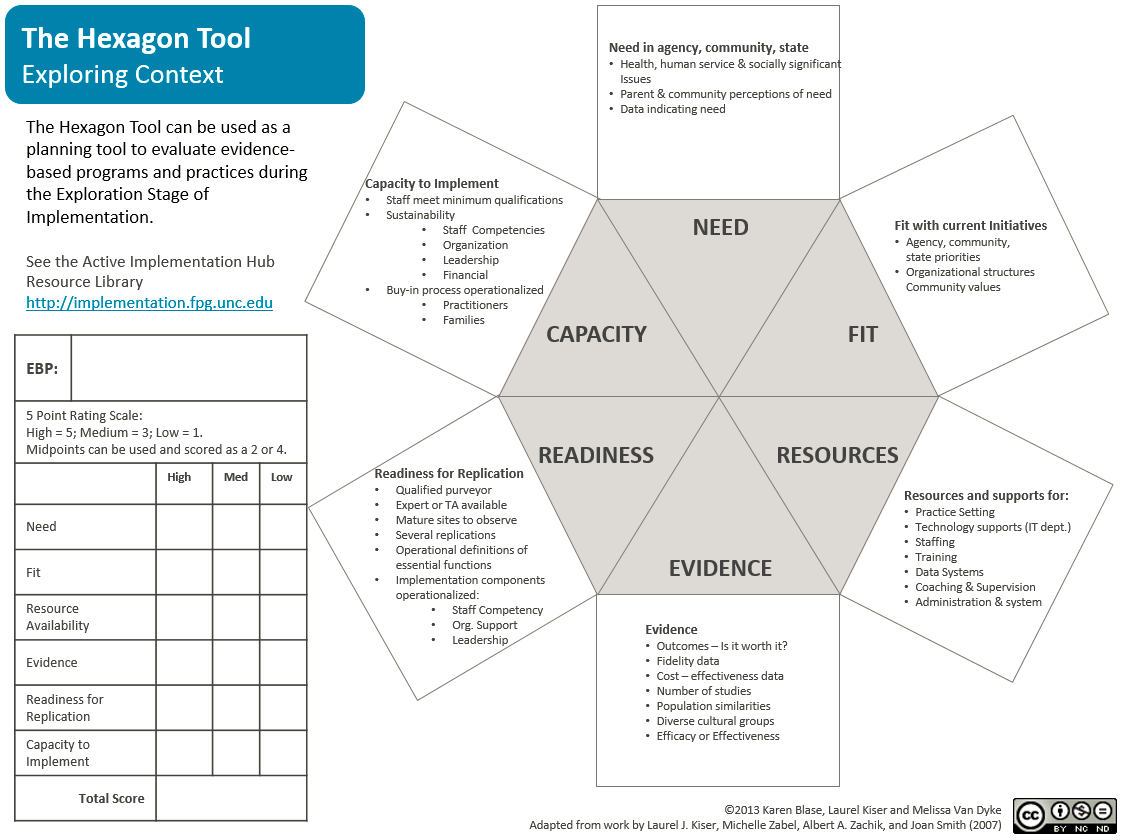 The Hexagon Tool
Exploring Context
The Hexagon Tool can be used as a
planning tool to evaluate evidence-
based programs and practices during
the Exploration Stage of
Implementation.
See the Active Implementation Hub
Resource Library
http://implementation.fpg.unc.edu
EBP:
5 Point Rating Scale:
High = 5; Medium = 3; Low = 1.
Midpoints can be used and scored as a 2 or 4.
High Med Low
Need
Fit
Resource
Availability
Evidence
Readiness for
Replication
Capacity to
Implement
Total Score
Need in agency, community, state
• Health, human service & socially significant
Issues
• Parent & community perceptions of need
• Data indicating need
Capacity to Implement
• Staff meet minimum qualifications
• Sustainability
• Staff Competencies
• Organization
• Leadership
• Financial
• Buy-in process operationalized
• Practitioners
• Families
Fit with current Initiatives
• Agency, community,
state priorities
• Organizational structures
Community values
NEED
CAPACITY
FIT
READINESS
RESOURCES
EVIDENCE
Readiness for Replication
• Qualified purveyor
• Expert or TA available
• Mature sites to observe
• Several replications
• Operational definitions of
essential functions
• Implementation components
operationalized:
• Staff Competency
• Org. Support
• Leadership
Resources and supports for:
• Practice Setting
• Technology supports (IT dept.)
• Staffing
• Training
• Data Systems
• Coaching & Supervision
• Administration & system
Evidence
• Outcomes – Is it worth it?
• Fidelity data
• Cost – effectiveness data
• Number of studies
• Population similarities
• Diverse cultural groups
• Efficacy or Effectiveness
©2013 Karen Blase, Laurel Kiser and Melissa Van Dyke
Adapted from work by Laurel J. Kiser, Michelle Zabel, Albert A. Zachik, and Joan Smith (2007)
cc
BY NC ND